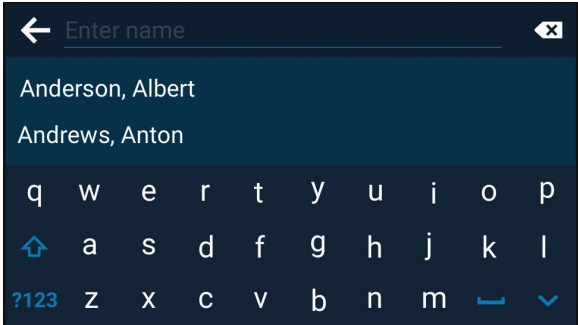 Enter name
Anderson, Albert
Andrews, Anton
q w e r t y u i o p
a s d f g h j k l
?123 z x c v b n m